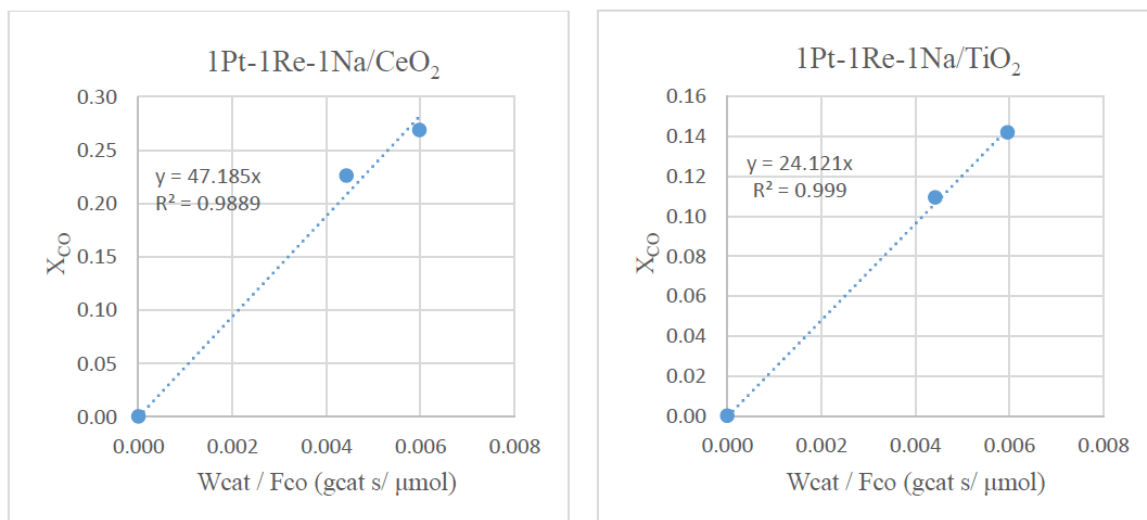 1Pt-1Re-1Na/CeO₂
0.30
0.25
0.20
0.15
0.10
0.05
0.00
y = 47.185x
R² = 0.9889
X_CO
0.000 0.002 0.004 0.006 0.008
Wcat / Fco (gcat s/ μmol)
1Pt-1Re-1Na/TiO₂
0.16
0.14
0.12
0.10
0.08
0.06
0.04
0.02
0.00
y = 24.121x
R² = 0.999
X_CO
0.000 0.002 0.004 0.006 0.008
Wcat / Fco (gcat s/ μmol)